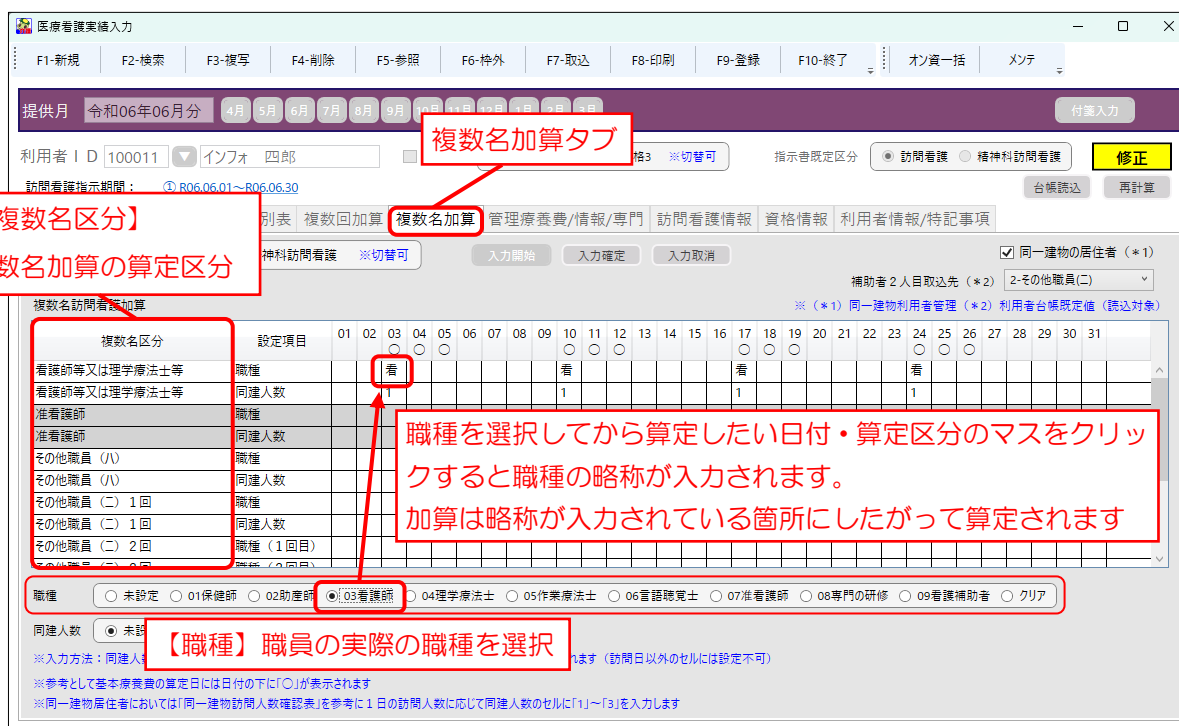 医療看護実績入力
F1-新規 F2-検索 F3-複写 F4-削除 F5-参照 F6-枠外 F7-取込 F8-印刷 F9-登録 F10-終了 オン資一括 メンテ
提供月 令和06年06月分 4月 5月 6月 7月 8月 9月 10月 11月 12月 1月 2月 3月 付箋入力
複数名加算タブ
利用者ID 100011 インフォ 四郎 格3 ※切替可 指示書既定区分 訪問看護 精神科訪問看護 修正
訪問看護指示期間: ① R06.06.01~R06.06.30 台帳読込 再計算
複数名区分】
数名加算の算定区分
別表 複数回加算 複数名加算 管理療養費/情報/専門 訪問看護情報 資格情報 利用者情報/特記事項
神科訪問看護 ※切替可 入力開始 入力確定 入力取消 同一建物の居住者(*1)
補助者2人目取込先(*2) 2-その他職員(二)
複数名訪問看護加算 ※(*1)同一建物利用者管理(*2)利用者台帳既定値(読込対象)
複数名区分 設定項目 01 02 03 04 05 06 07 08 09 10 11 12 13 14 15 16 17 18 19 20 21 22 23 24 25 26 27 28 29 30 31
○ ○ ○ ○ ○ ○ ○ ○ ○ ○ ○ ○
看護師等又は理学療法士等 職種 看 看 看 看
看護師等又は理学療法士等 同建人数 1 1 1 1
准看護師 職種
准看護師 同建人数
その他職員(ハ) 職種
その他職員(ハ) 同建人数
その他職員(二)1回 職種
その他職員(二)1回 同建人数
その他職員(二)2回 職種(1回目)
その他職員(二)2回 職種(2回目)
職種を選択してから算定したい日付・算定区分のマスをクリッ
クすると職種の略称が入力されます。
加算は略称が入力されている箇所にしたがって算定されます
職種 未設定 01保健師 02助産師 03看護師 04理学療法士 05作業療法士 06言語聴覚士 07准看護師 08専門の研修 09看護補助者 クリア
同建人数 未設
【職種】職員の実際の職種を選択
※入力方法:同建人 れます(訪問日以外のセルには設定不可)
※参考として基本療養費の算定日には日付の下に「○」が表示されます
※同一建物居住者においては「同一建物訪問人数確認表」を参考に1日の訪問人数に応じて同建人数のセルに「1」~「3」を入力します